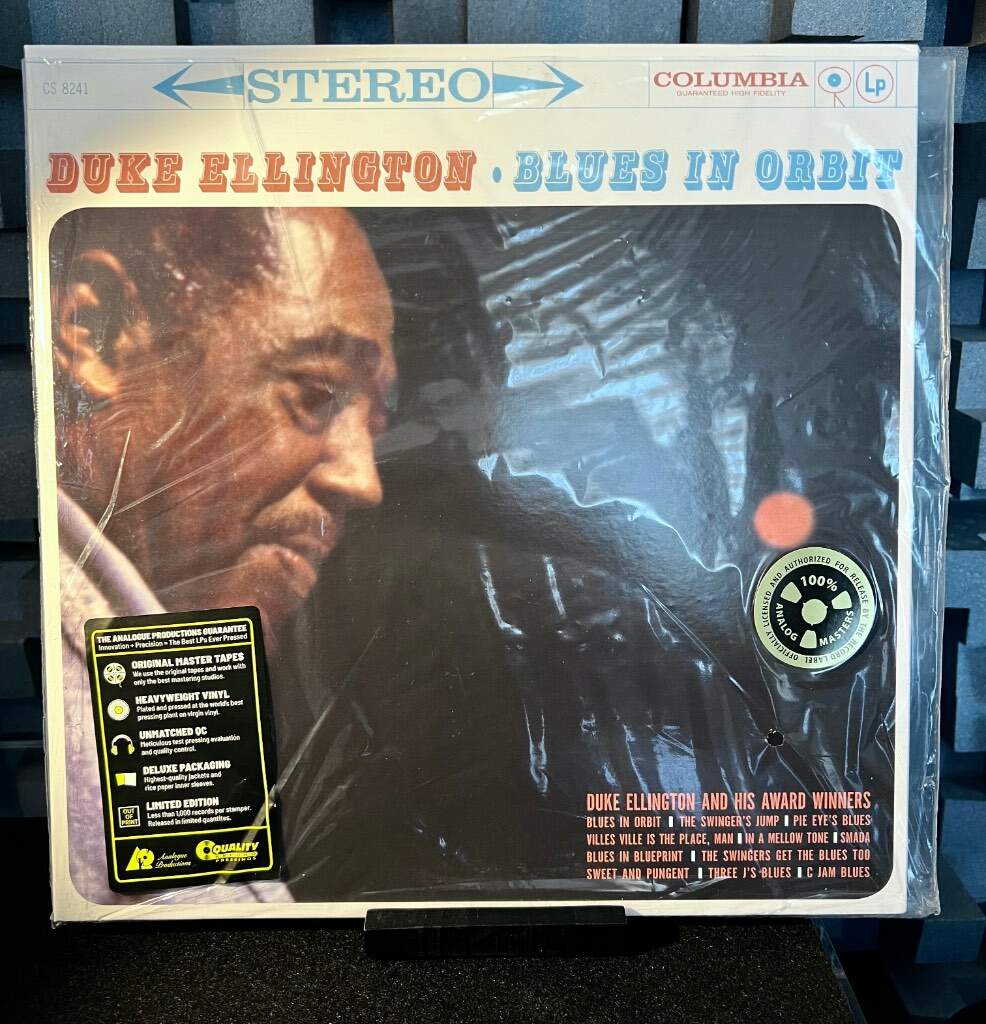 CS 8241
STEREO
COLUMBIA
GUARANTEED HIGH FIDELITY
Lp
DUKE ELLINGTON • BLUES IN ORBIT
THE ANALOGUE PRODUCTIONS GUARANTEE
Innovation + Precision = The Best LPs Ever Pressed
ORIGINAL MASTER TAPES
We use the original tapes and work with
only the best mastering studios.
HEAVYWEIGHT VINYL
Plated and pressed at the world's best
pressing plant on virgin vinyl.
UNMATCHED QC
Meticulous test pressing evaluation
and quality control.
DELUXE PACKAGING
Highest-quality jackets and
rice paper inner sleeves.
OUT OF PRINT
LIMITED EDITION
Less than 1,000 records per stamper.
Released in limited quantites.
Analogue
Productions
QUALITY
RECORD
PRESSINGS
OFFICIALLY LICENSED AND AUTHORIZED FOR RELEASE BY THE RECORD LABEL
100%
ANALOG MASTERS
DUKE ELLINGTON AND HIS AWARD WINNERS
BLUES IN ORBIT | THE SWINGER'S JUMP | PIE EYE'S BLUES
VILLES VILLE IS THE PLACE, MAN | IN A MELLOW TONE | SMADA
BLUES IN BLUEPRINT | THE SWINGERS GET THE BLUES TOO
SWEET AND PUNGENT | THREE J'S BLUES | C JAM BLUES